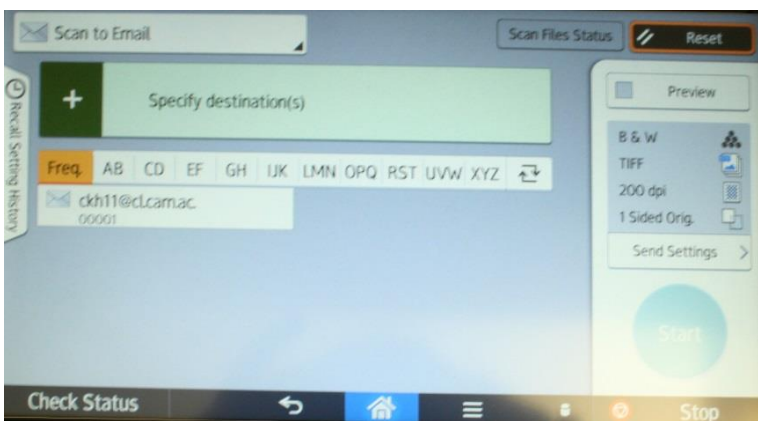 Scan to Email
Scan Files Status
Reset
Recall Setting History
+ Specify destination(s)
Preview
B & W
TIFF
200 dpi
1 Sided Orig.
Send Settings >
Freq. AB CD EF GH IJK LMN OPQ RST UVW XYZ
ckh11@cl.cam.ac.
00001
Start
Check Status
Stop